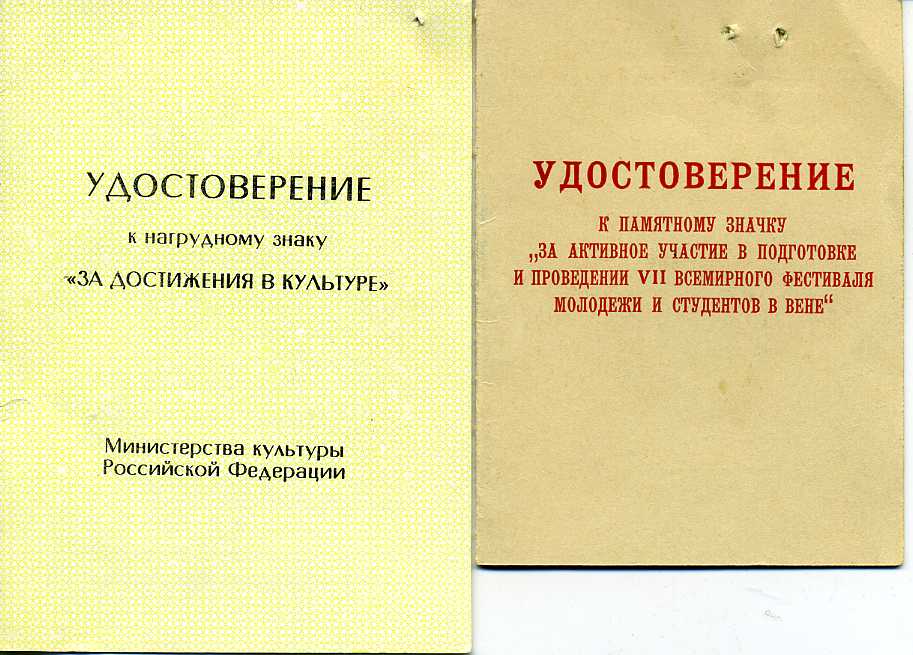 УДОСТОВЕРЕНИЕ
к нагрудному знаку
«ЗА ДОСТИЖЕНИЯ В КУЛЬТУРЕ»
Министерства культуры
Российской Федерации
УДОСТОВЕРЕНИЕ
К ПАМЯТНОМУ ЗНАЧКУ
„ЗА АКТИВНОЕ УЧАСТИЕ В ПОДГОТОВКЕ
И ПРОВЕДЕНИИ VII ВСЕМИРНОГО ФЕСТИВАЛЯ
МОЛОДЕЖИ И СТУДЕНТОВ В ВЕНЕ“